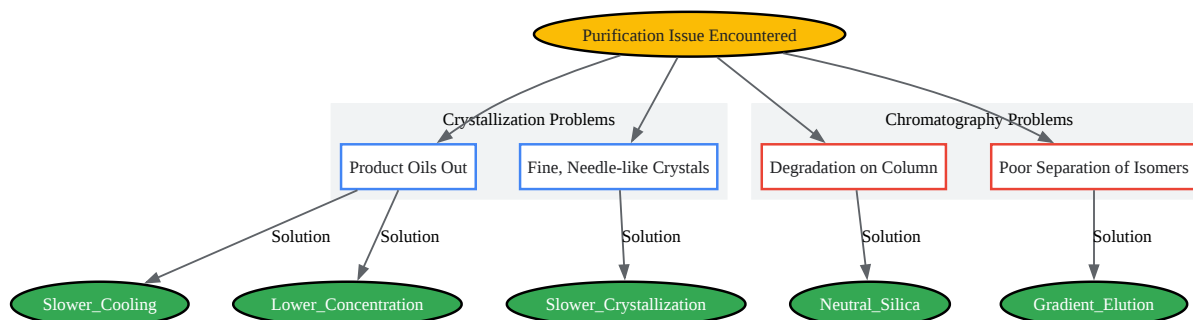 Purification Issue Encountered
Crystallization Problems
Chromatography Problems
Product Oils Out
Fine, Needle-like Crystals
Degradation on Column
Poor Separation of Isomers
Solution
Solution
Solution
Solution
Solution
Slower_Cooling
Lower_Concentration
Slower_Crystallization
Neutral_Silica
Gradient_Elution